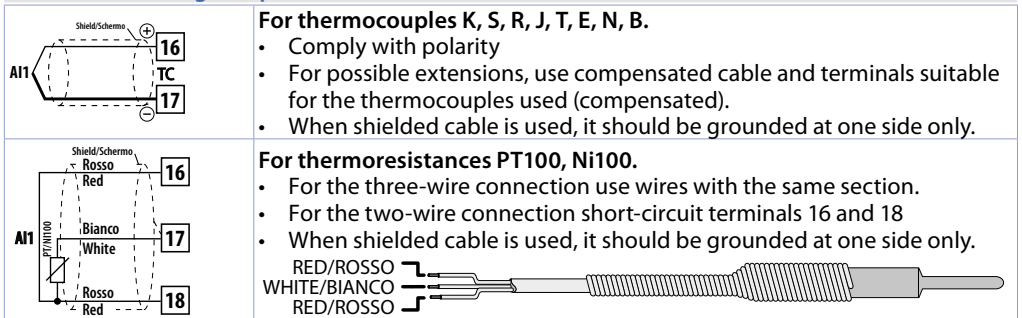 Shield/Schermo
+
16
AI1
TC
17
-
For thermocouples K, S, R, J, T, E, N, B.
• Comply with polarity
• For possible extensions, use compensated cable and terminals suitable
for the thermocouples used (compensated).
• When shielded cable is used, it should be grounded at one side only.
Shield/Schermo
Rosso
Red
16
AI1
PT/NI100
Bianco
White
17
Rosso
Red
18
For thermoresistances PT100, Ni100.
• For the three-wire connection use wires with the same section.
• For the two-wire connection short-circuit terminals 16 and 18
• When shielded cable is used, it should be grounded at one side only.
RED/ROSSO
WHITE/BIANCO
RED/ROSSO